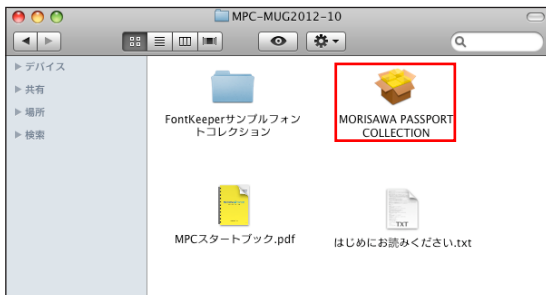 MPC-MUG2012-10
デバイス
共有
場所
検索
FontKeeperサンプルフォン
トコレクション
MORISAWA PASSPORT
COLLECTION
MPCスタートブック.pdf
TXT
はじめにお読みください.txt